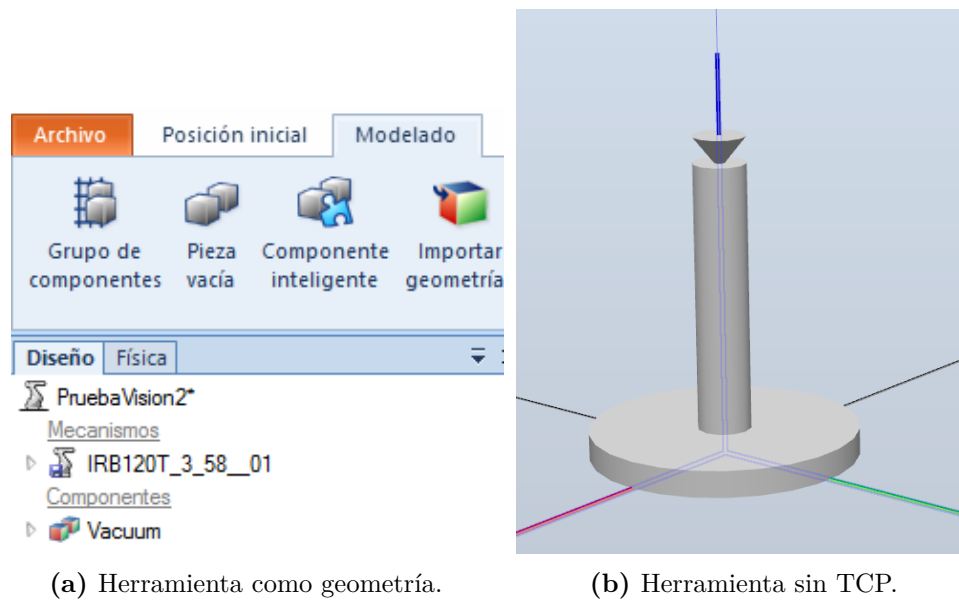 Archivo Posición inicial Modelado
Grupo de componentes Pieza vacía Componente inteligente Importar geometría
Diseño Física
PruebaVision2*
Mecanismos
IRB120T_3_58__01
Componentes
Vacuum
(a) Herramienta como geometría. (b) Herramienta sin TCP.